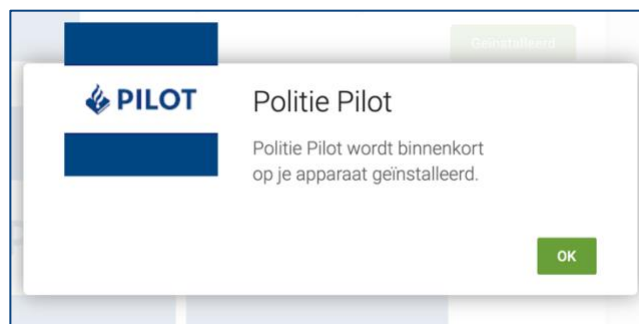 Geïnstalleerd
PILOT
Politie Pilot
Politie Pilot wordt binnenkort
op je apparaat geïnstalleerd.
OK